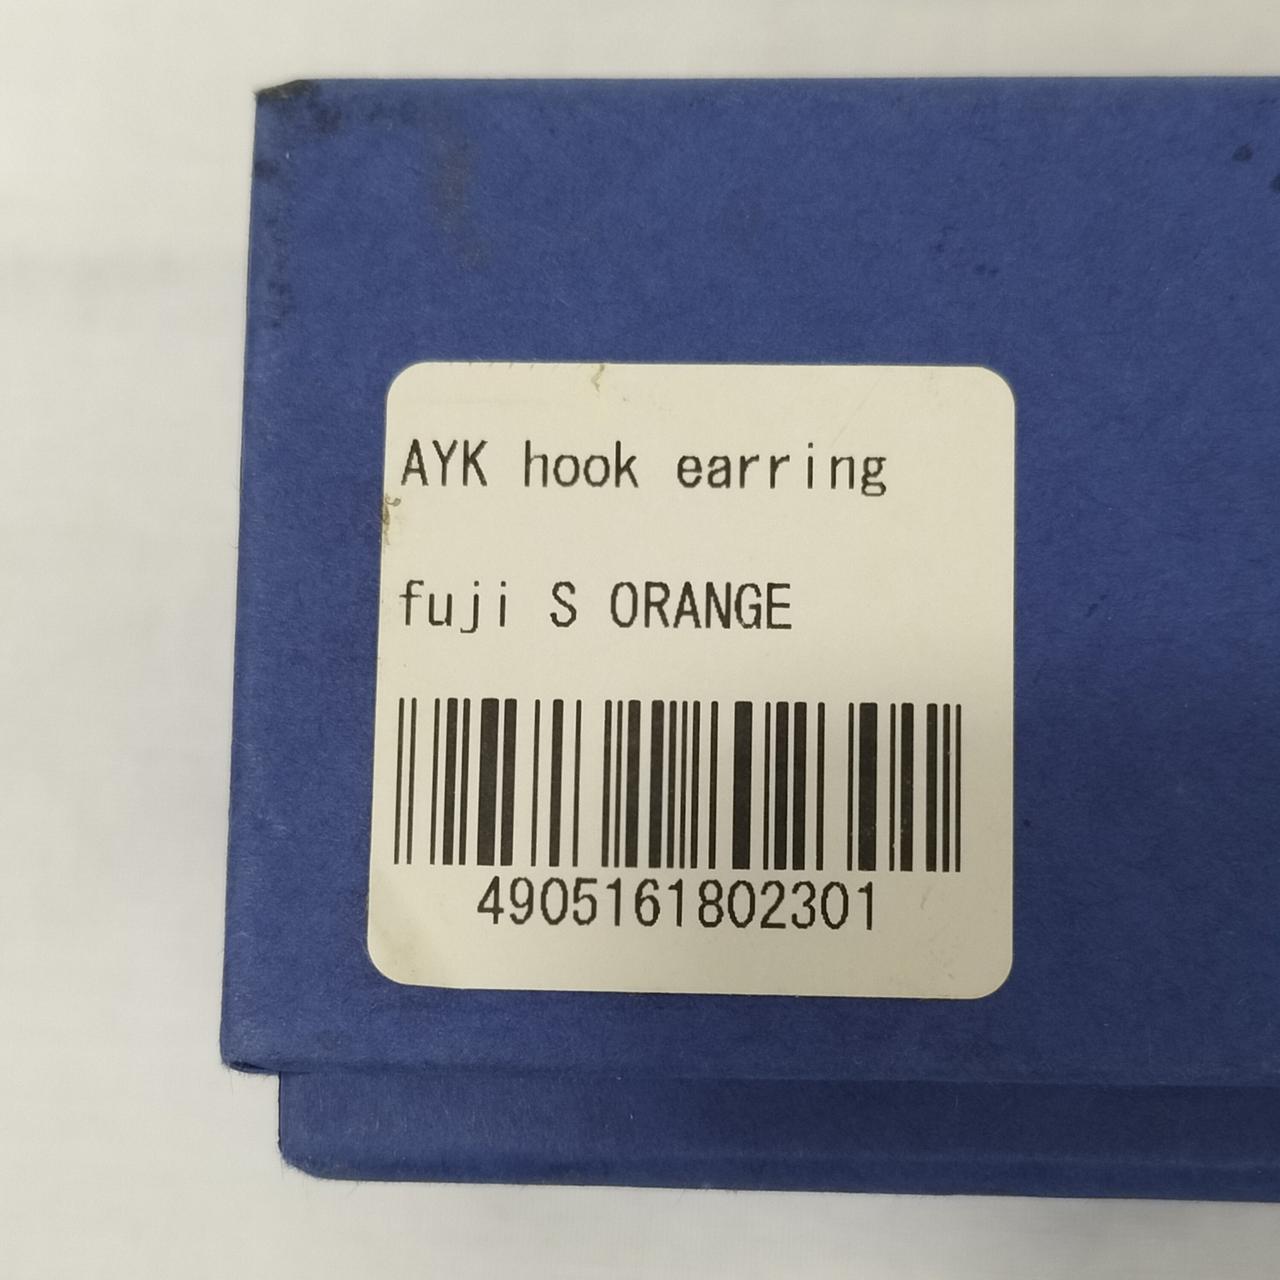 AYK hook earring
fuji S ORANGE
4905161802301